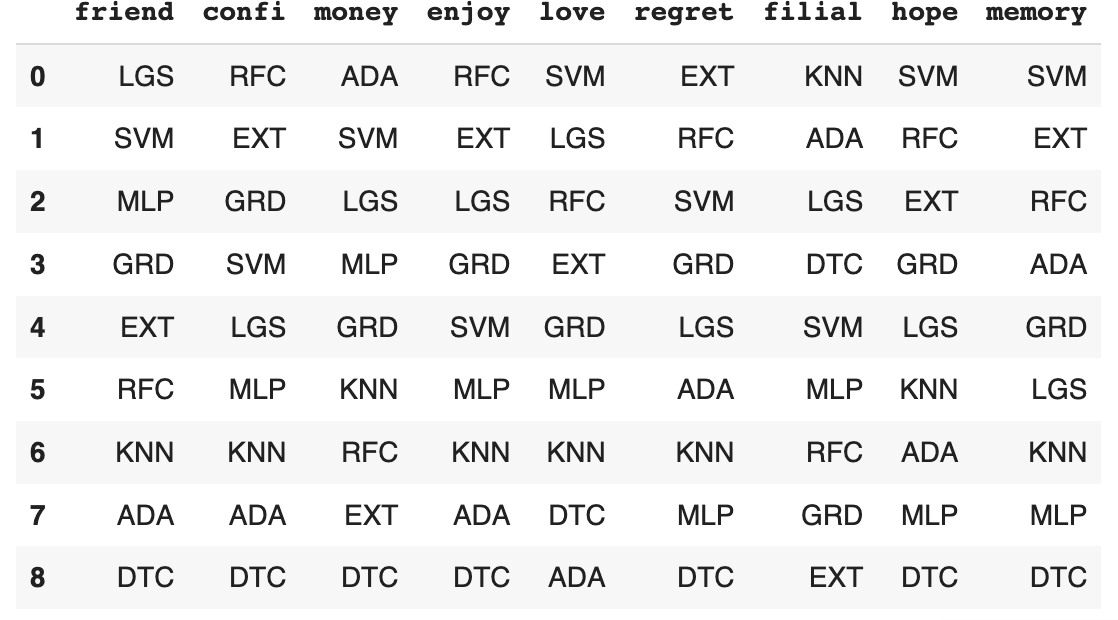 friend confi money enjoy love regret filial hope memory
0 LGS RFC ADA RFC SVM EXT KNN SVM SVM
1 SVM EXT SVM EXT LGS RFC ADA RFC EXT
2 MLP GRD LGS LGS RFC SVM LGS EXT RFC
3 GRD SVM MLP GRD EXT GRD DTC GRD ADA
4 EXT LGS GRD SVM GRD LGS SVM LGS GRD
5 RFC MLP KNN MLP MLP ADA MLP KNN LGS
6 KNN KNN RFC KNN KNN KNN RFC ADA KNN
7 ADA ADA EXT ADA DTC MLP GRD MLP MLP
8 DTC DTC DTC DTC ADA DTC EXT DTC DTC